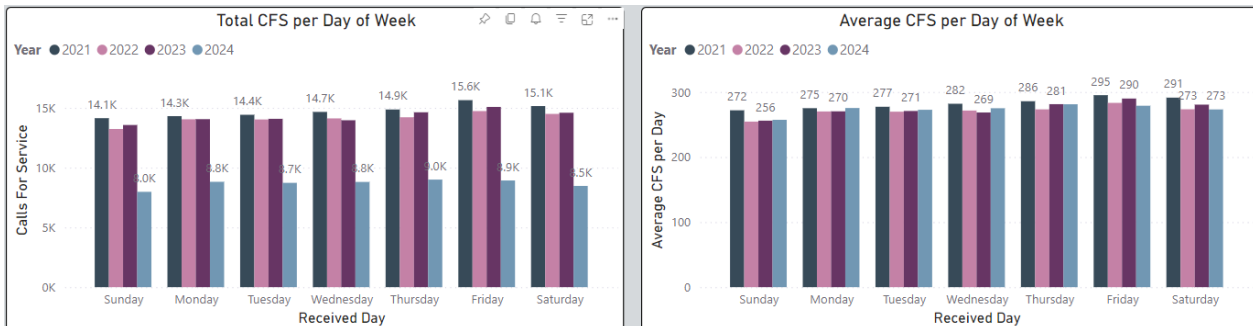 Total CFS per Day of Week
Year 2021 2022 2023 2024
Calls For Service
15K
10K
5K
0K
14.1K 14.3K 14.4K 14.7K 14.9K 15.6K 15.1K
8.0K 8.8K 8.7K 8.8K 9.0K 8.9K 8.5K
Sunday Monday Tuesday Wednesday Thursday Friday Saturday
Received Day
Average CFS per Day of Week
Year 2021 2022 2023 2024
Average CFS per Day
300
200
100
0
272 256 275 270 277 271 282 269 286 281 295 290 291 273 273
Sunday Monday Tuesday Wednesday Thursday Friday Saturday
Received Day